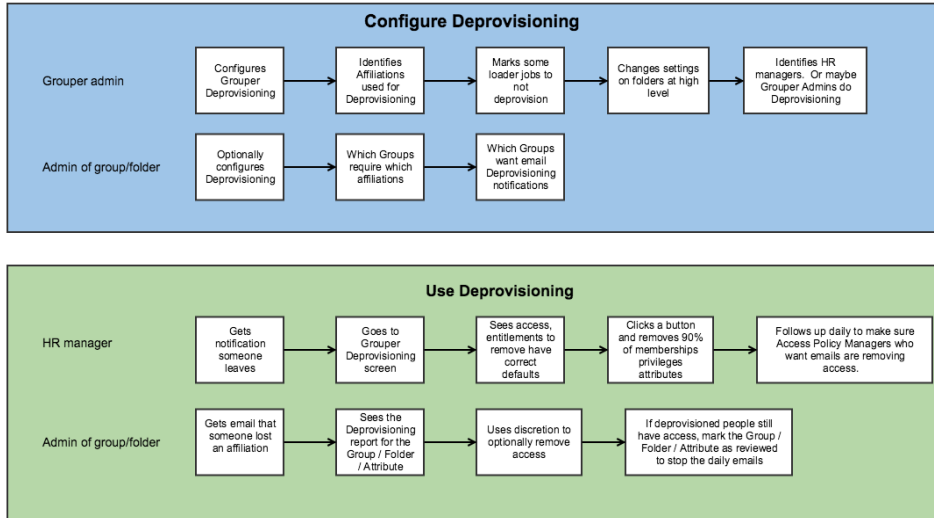 Configure Deprovisioning
Grouper admin
Configures
Grouper
Deprovisioning
Identifies
Affiliations
used for
Deprovisioning
Marks some
loader jobs to
not
deprovision
Changes settings
on folders at high
level
Identifies HR
managers. Or maybe
Grouper Admins do
Deprovisioning
Admin of group/folder
Optionally
configures
Deprovisioning
Which Groups
require which
affiliations
Which Groups
want email
Deprovisioning
notifications
Use Deprovisioning
HR manager
Gets
notification
someone
leaves
Goes to
Grouper
Deprovisioning
screen
Sees access,
entitlements to
remove have
correct
defaults
Clicks a button
and removes 90%
of memberships
privileges
attributes
Follows up daily to make sure
Access Policy Managers who
want emails are removing
access.
Admin of group/folder
Gets email that
someone lost
an affiliation
Sees the
Deprovisioning
report for the
Group / Folder
/ Attribute
Uses discretion to
optionally remove
access
If deprovisioned people still
have access, mark the Group /
Folder / Attribute as reviewed
to stop the daily emails